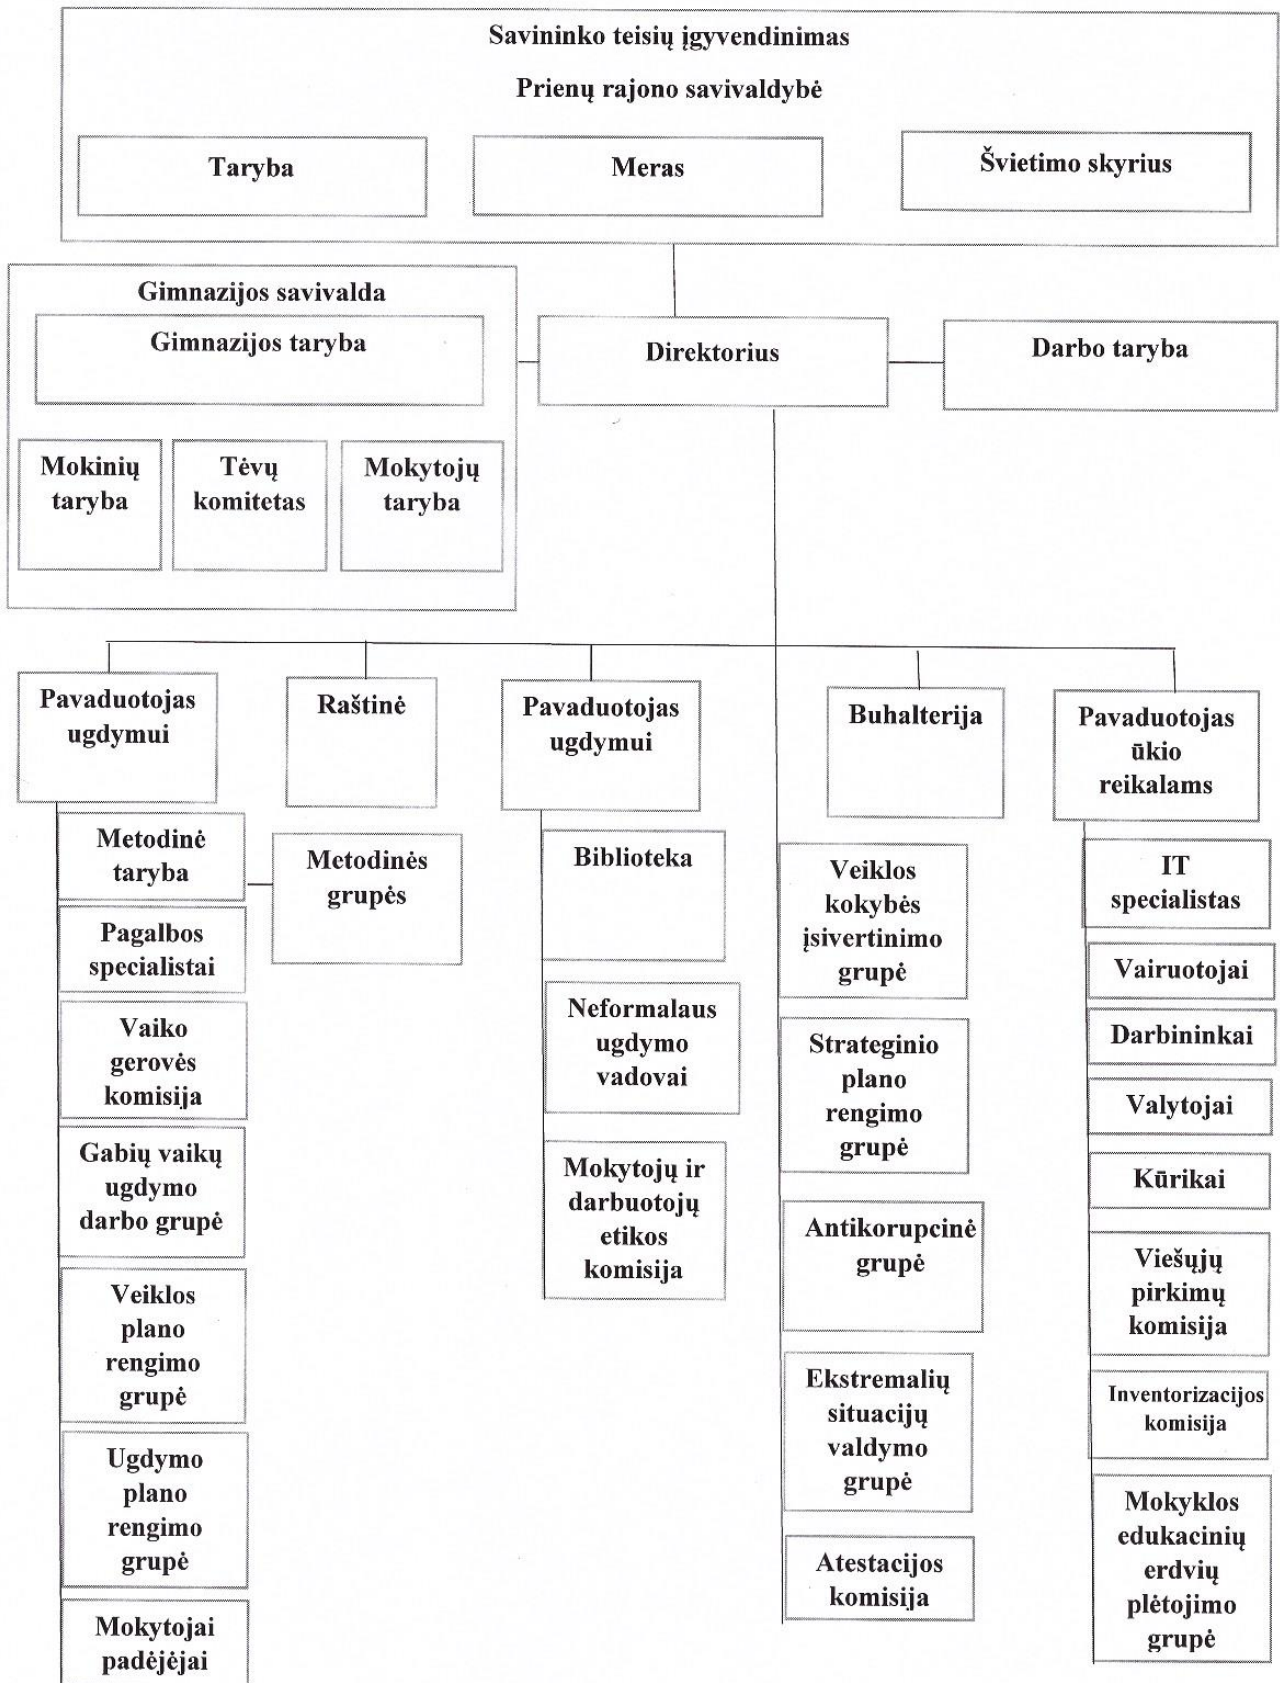 Savininko teisių įgyvendinimas
Prienų rajono savivaldybė
Taryba
Meras
Švietimo skyrius
Gimnazijos savivalda
Gimnazijos taryba
Direktorius
Darbo taryba
Mokinių
taryba
Tėvų
komitetas
Mokytojų
taryba
Pavaduotojas
ugdymui
Raštinė
Pavaduotojas
ugdymui
Buhalterija
Pavaduotojas
ūkio
reikalams
Metodinė
taryba
Metodinės
grupės
Pagalbos
specialistai
Vaiko
gerovės
komisija
Gabių vaikų
ugdymo
darbo grupė
Veiklos
plano
rengimo
grupė
Ugdymo
plano
rengimo
grupė
Mokytojai
padėjėjai
Biblioteka
Neformalaus
ugdymo
vadovai
Mokytojų ir
darbuotojų
etikos
komisija
Veiklos
kokybės
įsivertinimo
grupė
Strateginio
plano
rengimo
grupė
Antikorupcinė
grupė
Ekstremalių
situacijų
valdymo
grupė
Atestacijos
komisija
IT
specialistas
Vairuotojai
Darbininkai
Valytojai
Kūrikai
Viešųjų
pirkimų
komisija
Inventorizacijos
komisija
Mokyklos
edukacinių
erdvių
plėtojimo
grupė